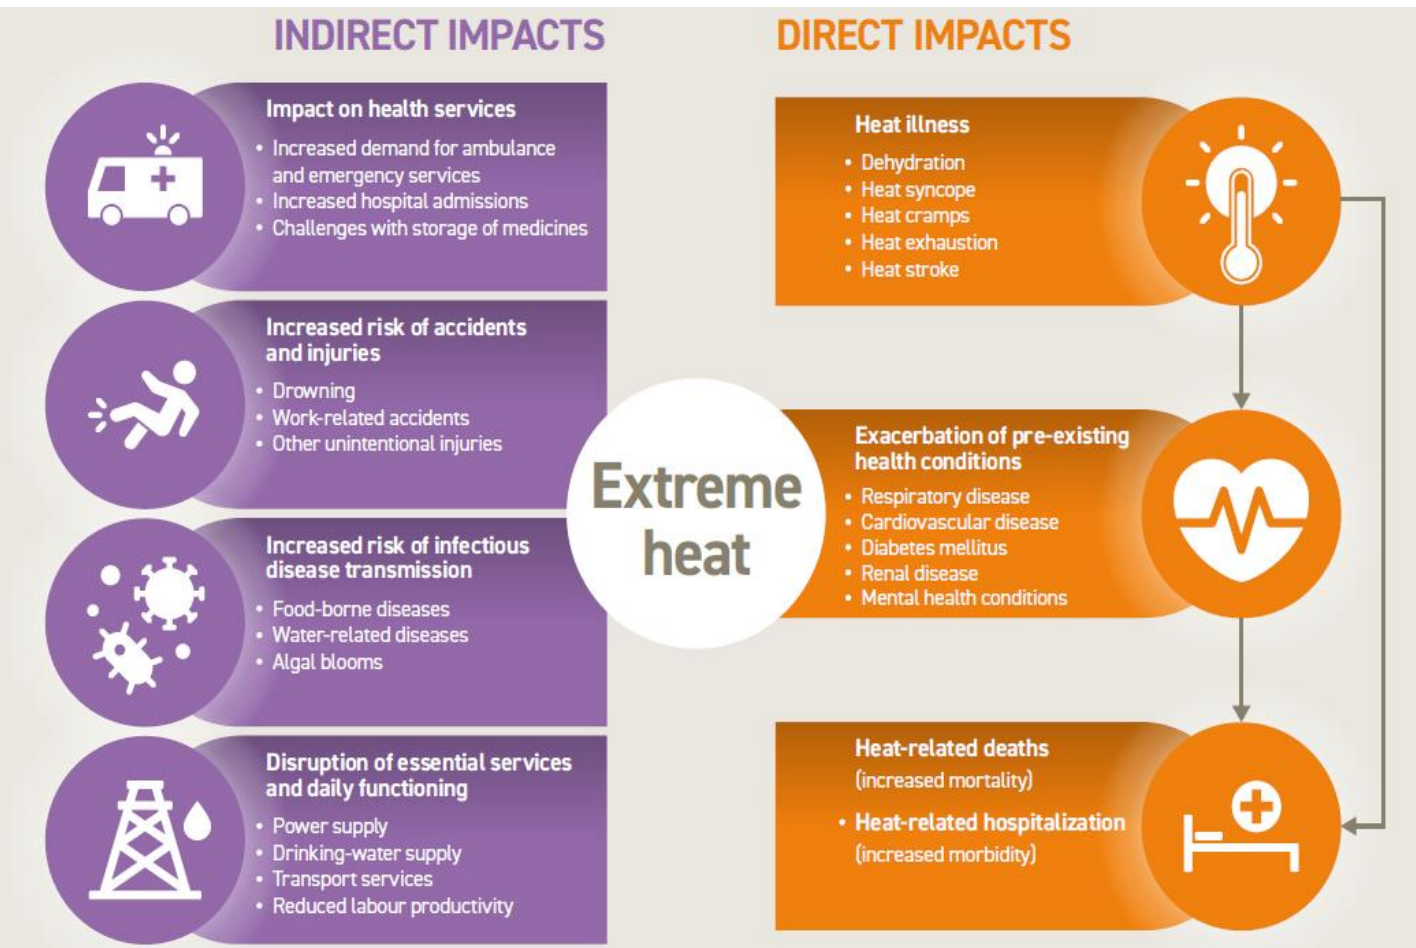 INDIRECT IMPACTS
Impact on health services
• Increased demand for ambulance
and emergency services
• Increased hospital admissions
• Challenges with storage of medicines
Increased risk of accidents
and injuries
• Drowning
• Work-related accidents
• Other unintentional injuries
Increased risk of infectious
disease transmission
• Food-borne diseases
• Water-related diseases
• Algal blooms
Disruption of essential services
and daily functioning
• Power supply
• Drinking-water supply
• Transport services
• Reduced labour productivity
Extreme
heat
DIRECT IMPACTS
Heat illness
• Dehydration
• Heat syncope
• Heat cramps
• Heat exhaustion
• Heat stroke
Exacerbation of pre-existing
health conditions
• Respiratory disease
• Cardiovascular disease
• Diabetes mellitus
• Renal disease
• Mental health conditions
Heat-related deaths
(increased mortality)
• Heat-related hospitalization
(increased morbidity)